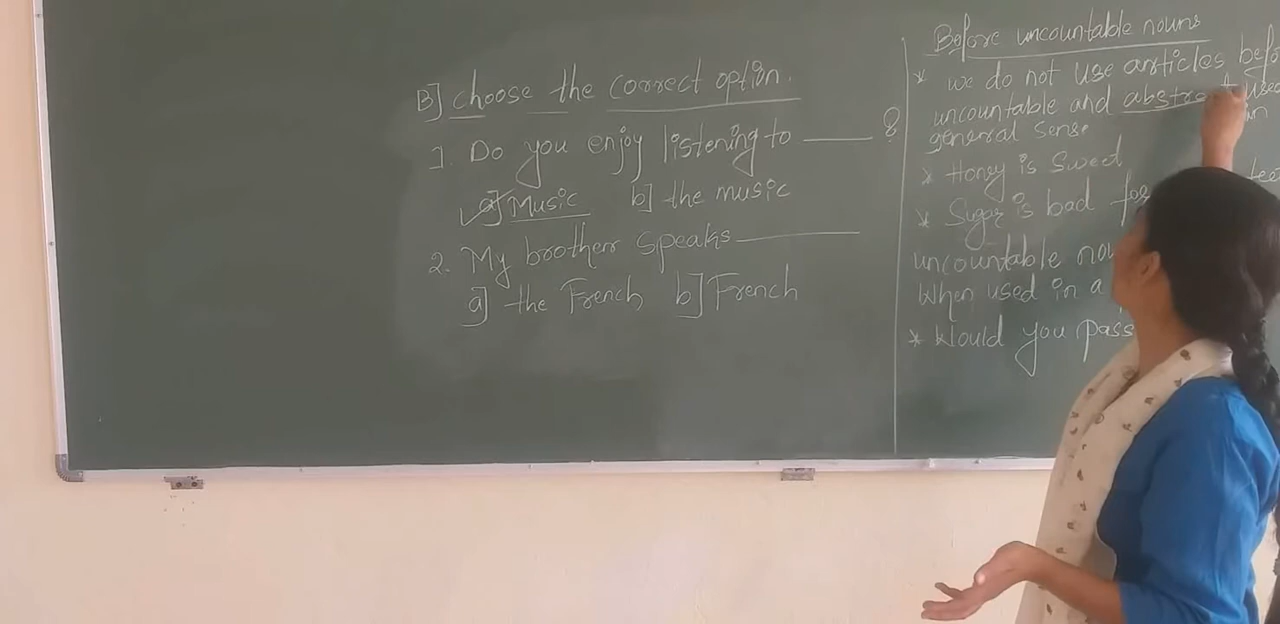 B] choose the correct option.
1. Do you enjoy listening to ______ ?
a] Music b] the music
2. My brotherr speaks ______
a] the French b] French
Before uncountable nouns
* we do not use articles
uncountable and used
general sense
* Honey is Sweet
* Sugar is bad
uncountable
When used in a
* Would you pass